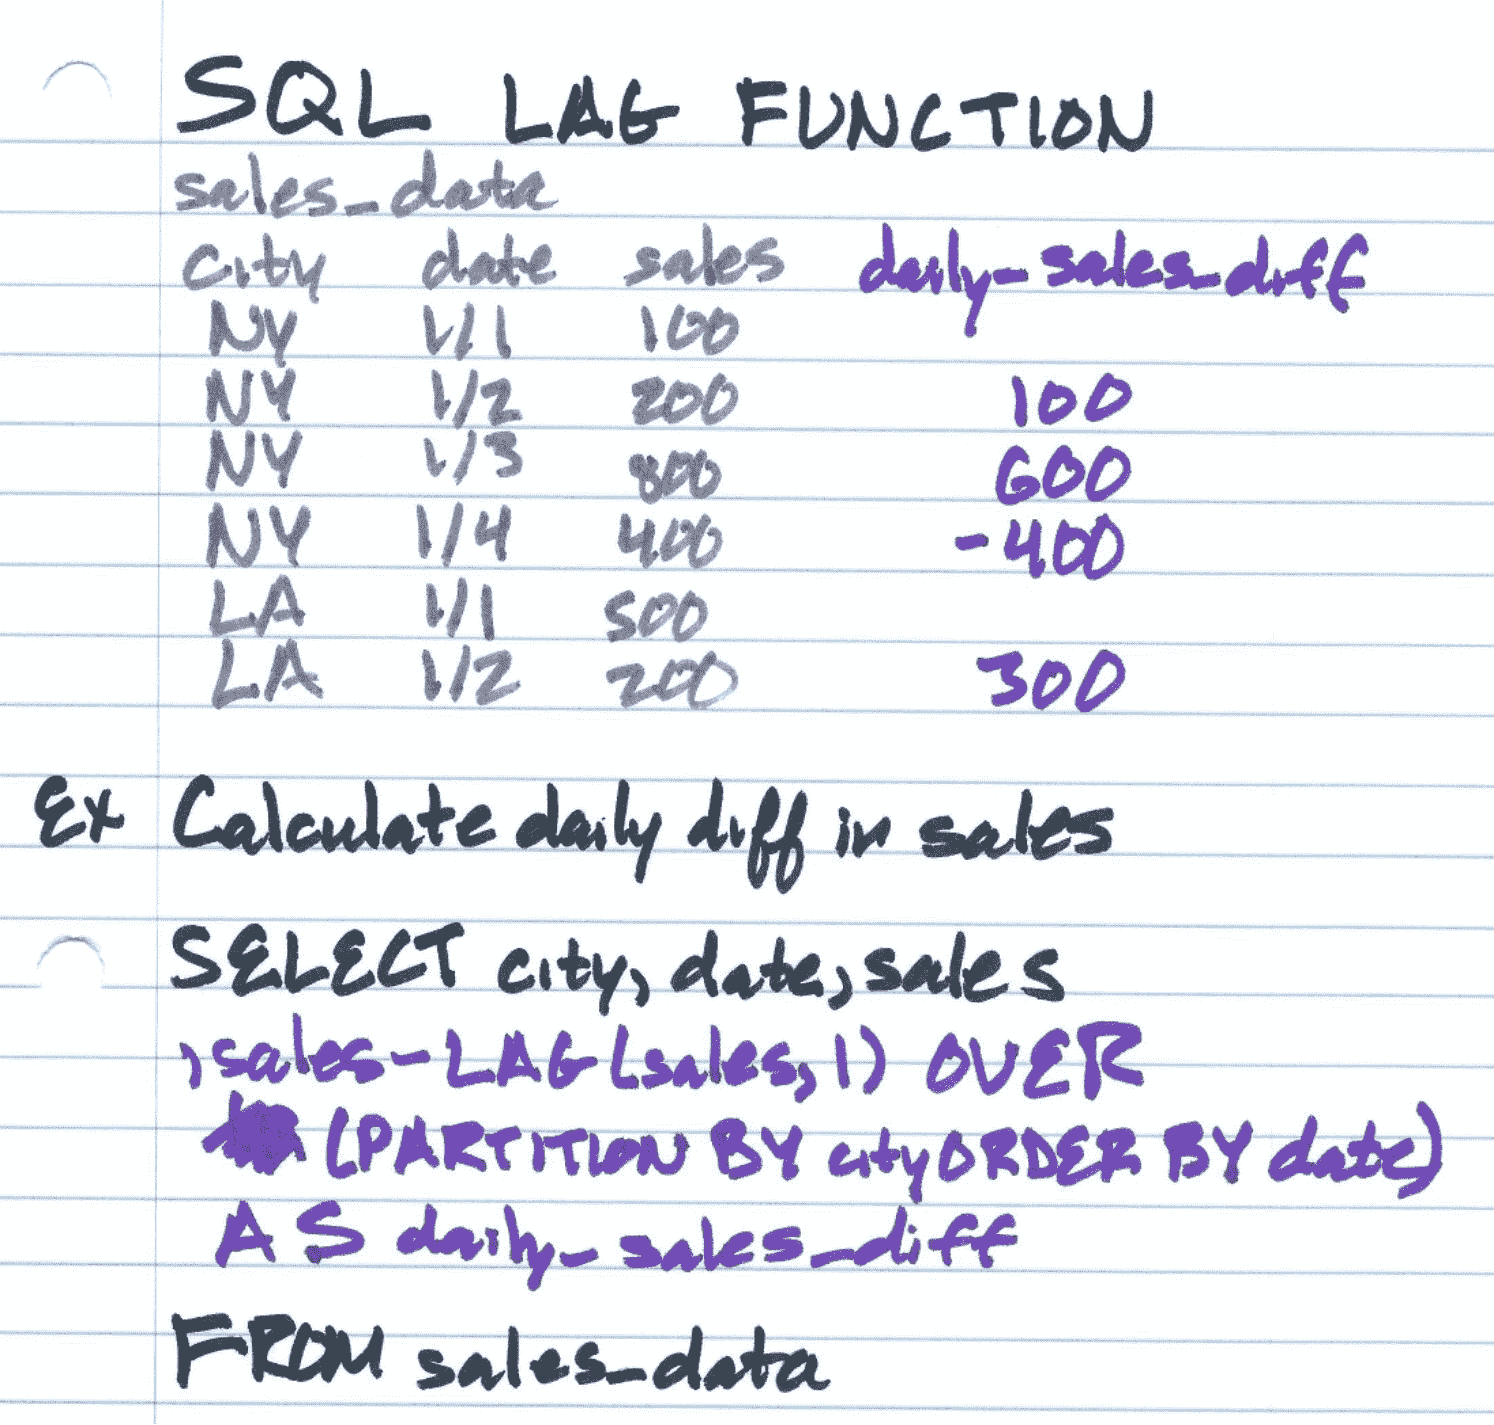 SQL LAG FUNCTION
sales_data
city date sales daily-sales_diff
NY 1/1 100
NY 1/2 200 100
NY 1/3 800 600
NY 1/4 400 -400
LA 1/1 500
LA 1/2 200 300
Ex Calculate daily diff in sales
SELECT city, date, sales
, sales-LAG(sales, 1) OVER
(PARTITION BY city ORDER BY date)
AS daily_sales_diff
FROM sales_data